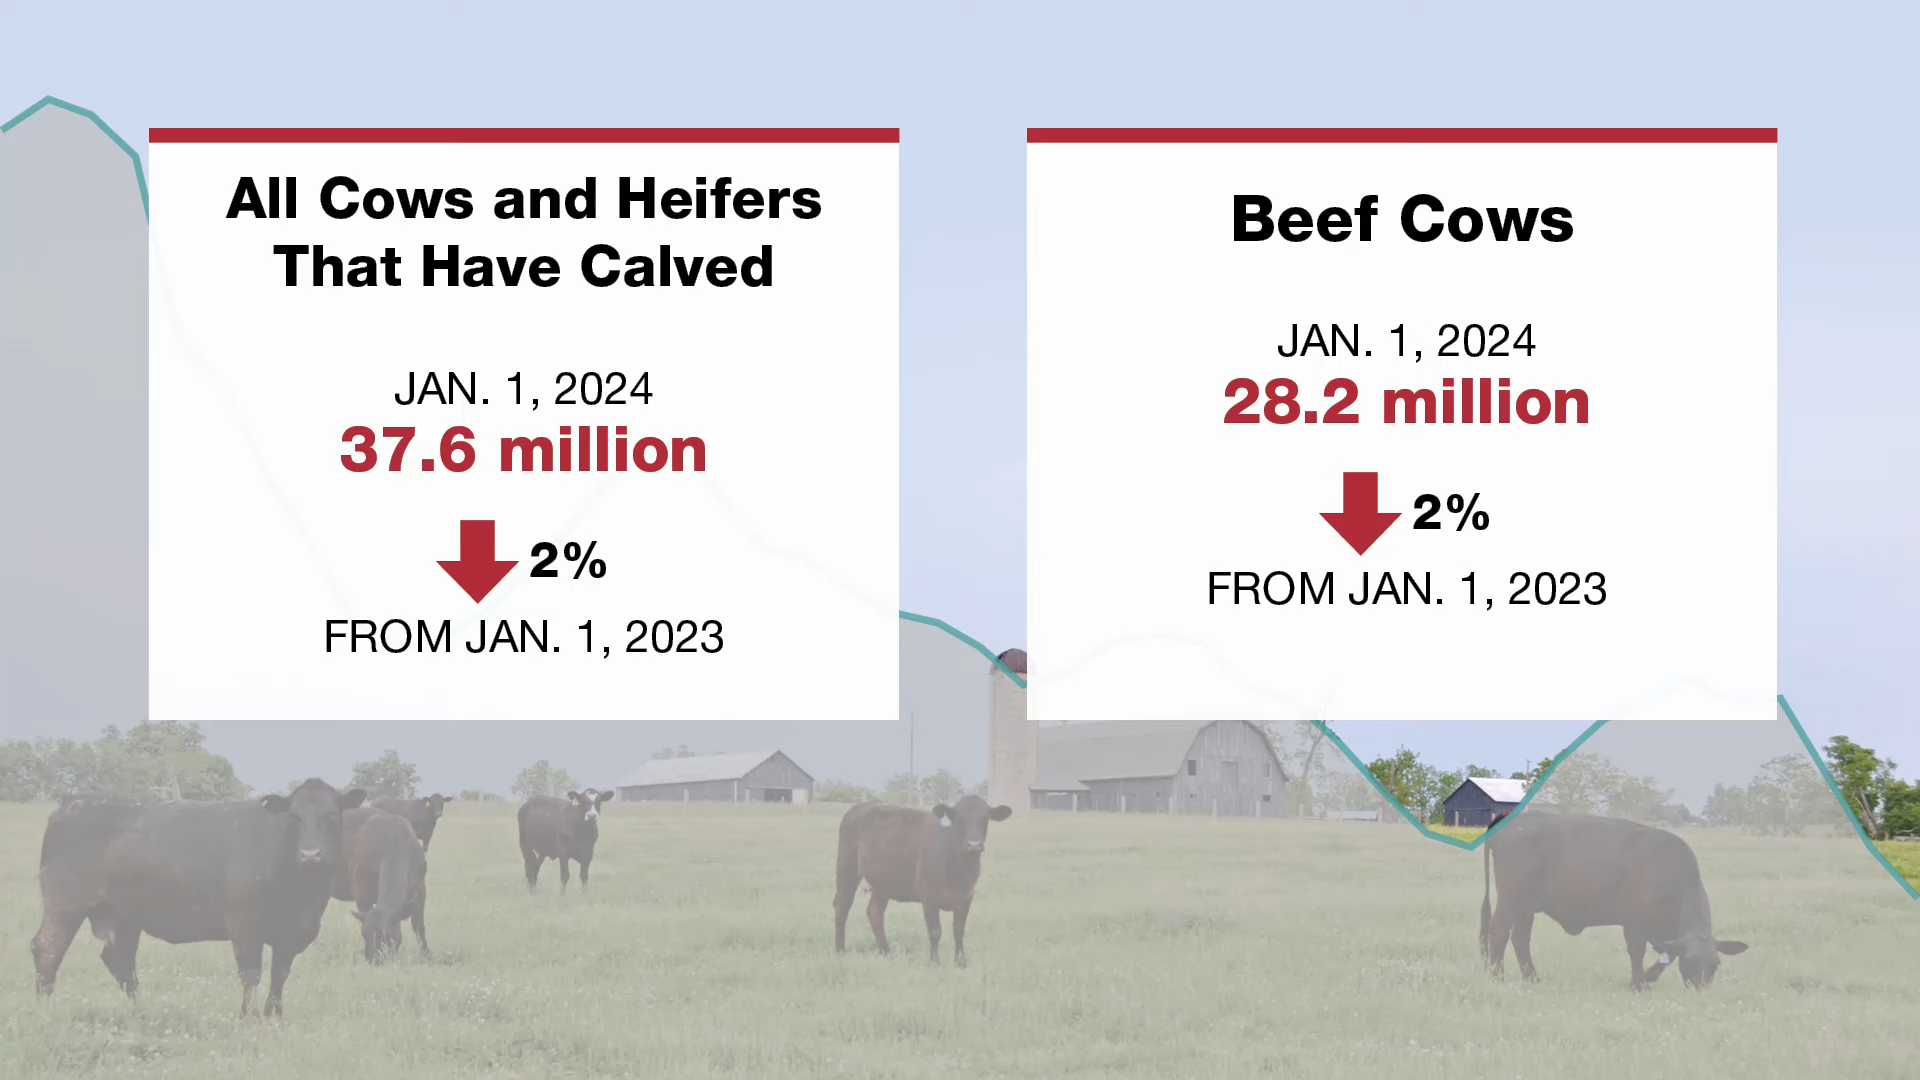 All Cows and Heifers
That Have Calved
JAN. 1, 2024
37.6 million
2%
FROM JAN. 1, 2023
Beef Cows
JAN. 1, 2024
28.2 million
2%
FROM JAN. 1, 2023